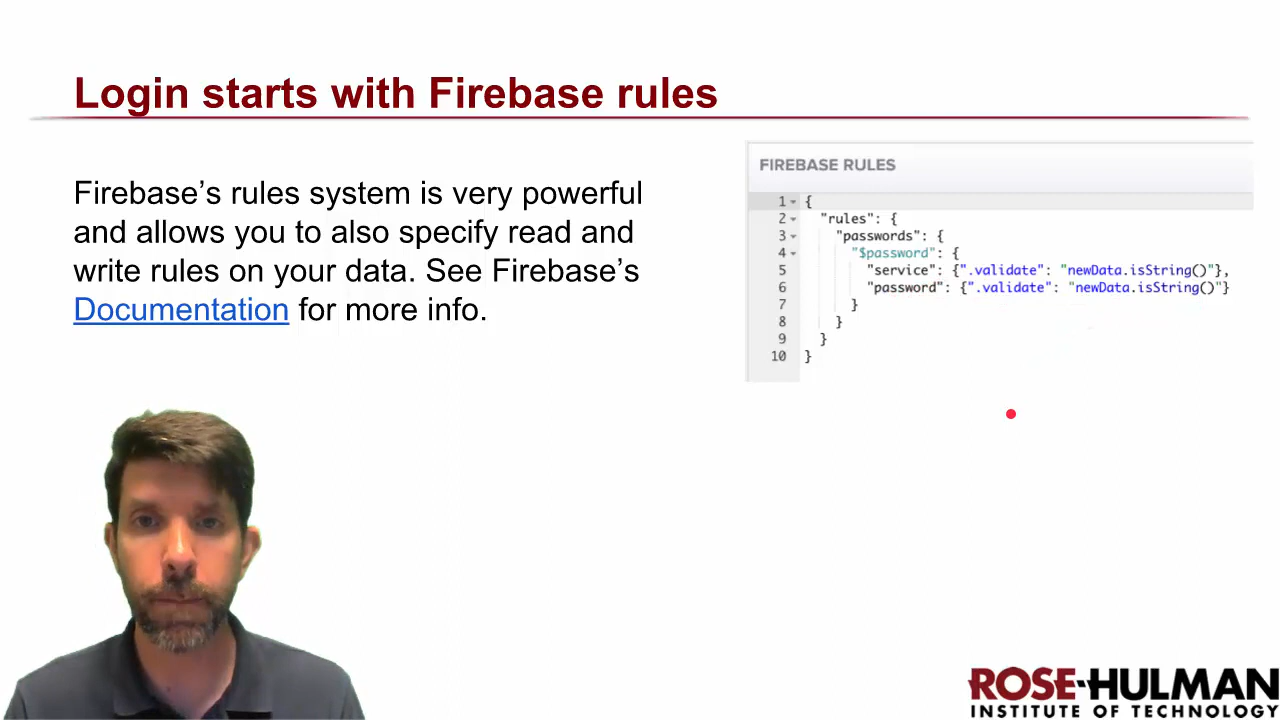 Login starts with Firebase rules
Firebase’s rules system is very powerful
and allows you to also specify read and
write rules on your data. See Firebase’s
Documentation for more info.
FIREBASE RULES
1 {
2 "rules": {
3 "passwords": {
4 "$password": {
5 "service": {".validate": "newData.isString()"},
6 "password": {".validate": "newData.isString()"}
7 }
8 }
9 }
10 }
ROSE-HULMAN
INSTITUTE OF TECHNOLOGY